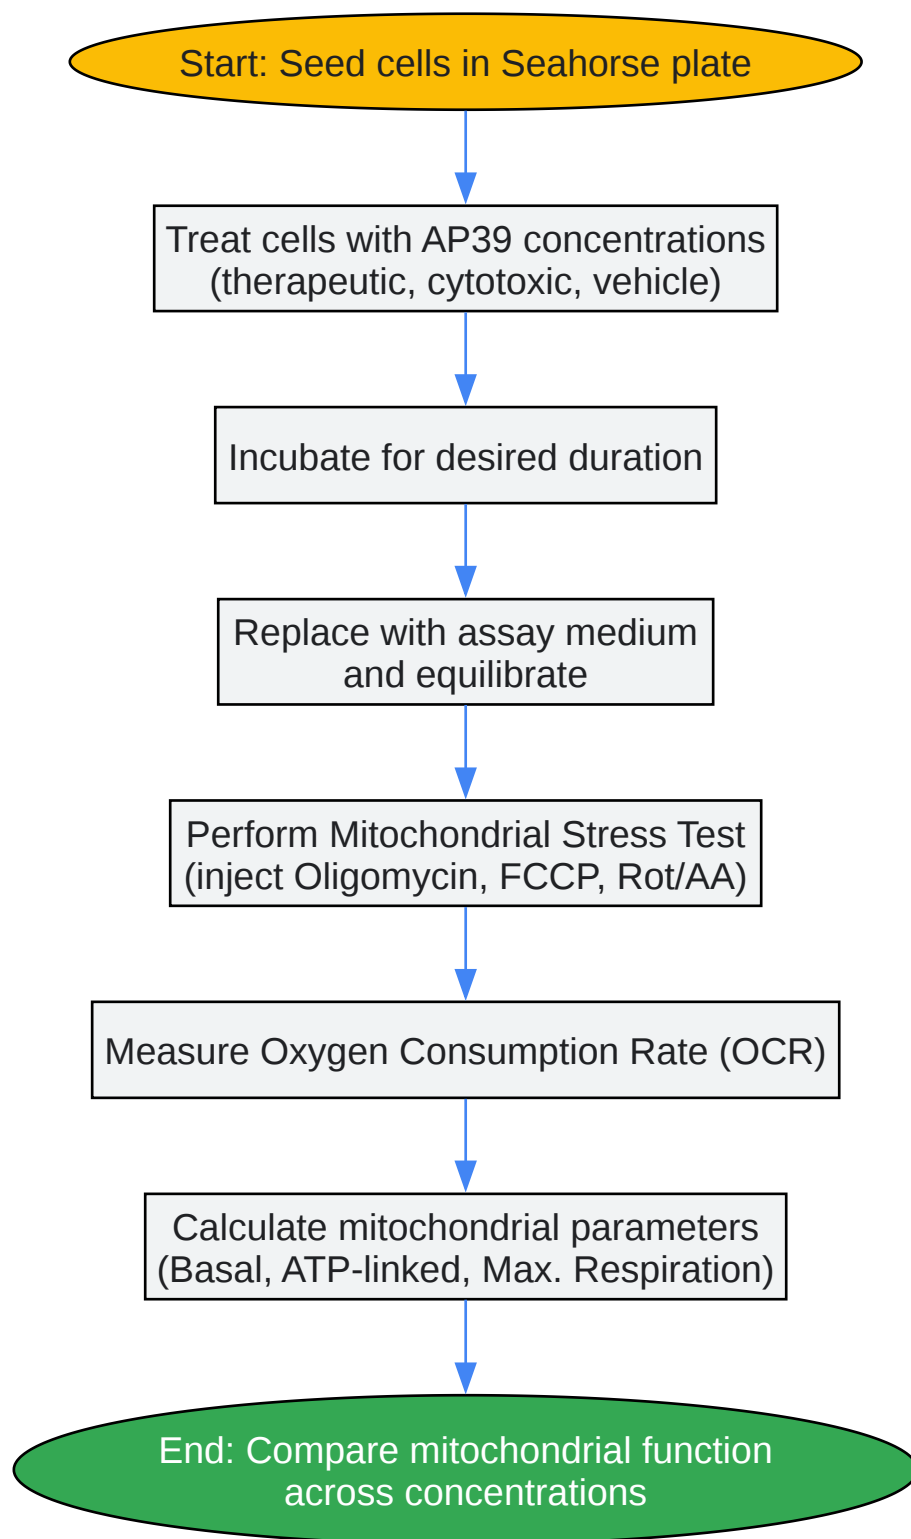 Start: Seed cells in Seahorse plate
Treat cells with AP39 concentrations
(therapeutic, cytotoxic, vehicle)
Incubate for desired duration
Replace with assay medium
and equilibrate
Perform Mitochondrial Stress Test
(inject Oligomycin, FCCP, Rot/AA)
Measure Oxygen Consumption Rate (OCR)
Calculate mitochondrial parameters
(Basal, ATP-linked, Max. Respiration)
End: Compare mitochondrial function
across concentrations